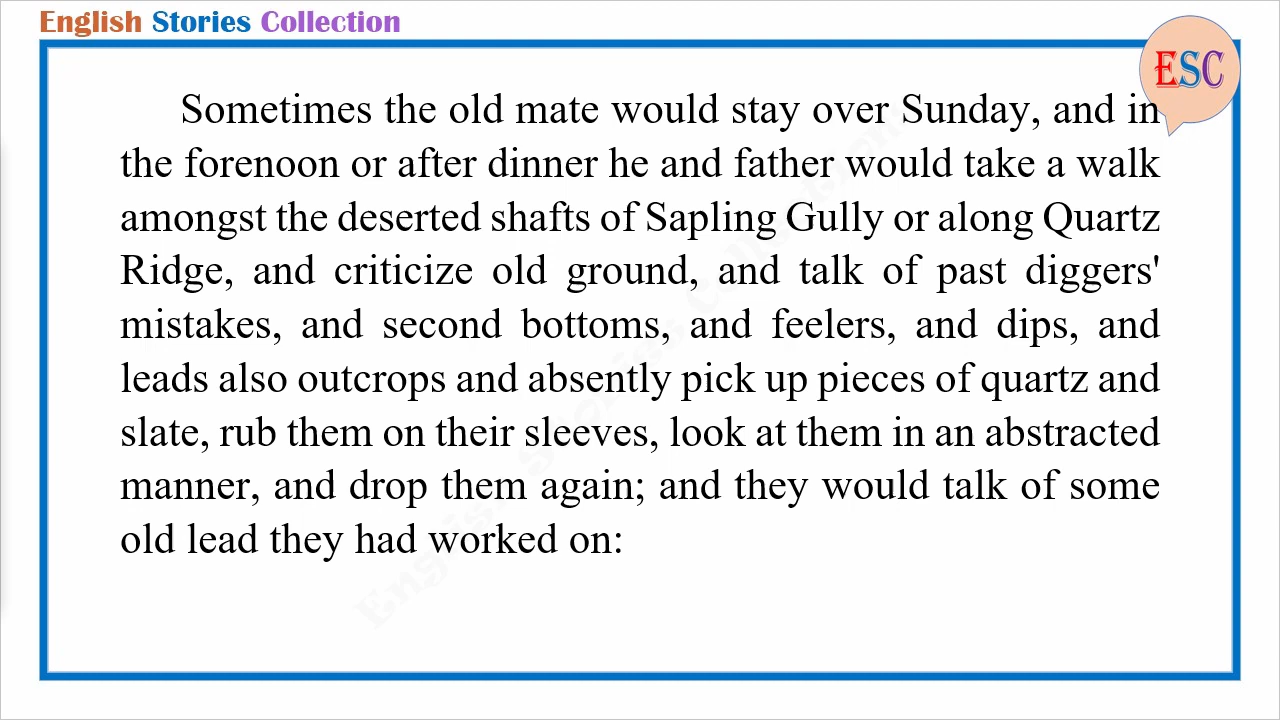 English Stories Collection
ESC
Sometimes the old mate would stay over Sunday, and in
the forenoon or after dinner he and father would take a walk
amongst the deserted shafts of Sapling Gully or along Quartz
Ridge, and criticize old ground, and talk of past diggers'
mistakes, and second bottoms, and feelers, and dips, and
leads also outcrops and absently pick up pieces of quartz and
slate, rub them on their sleeves, look at them in an abstracted
manner, and drop them again; and they would talk of some
old lead they had worked on:
English Stories Collection